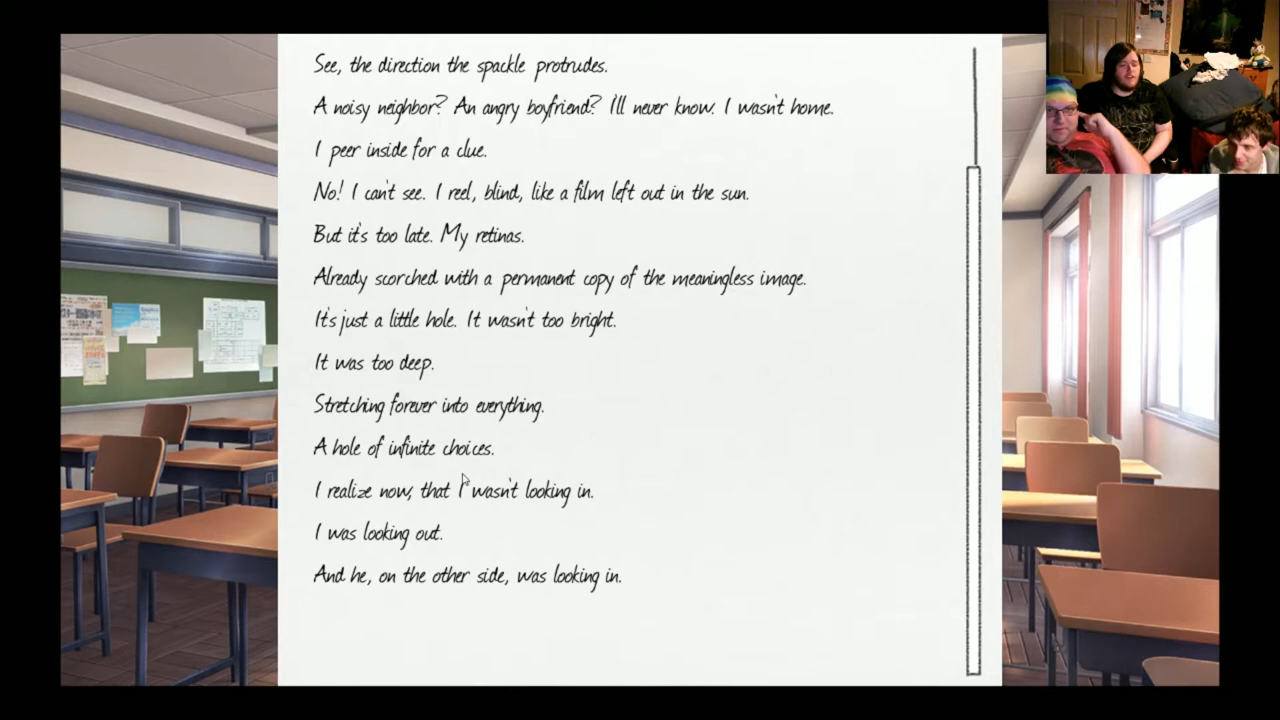 See, the direction the spackle protrudes.
A noisy neighbor? An angry boyfriend? I'll never know. I wasn't home.
I peer inside for a clue.
No! I can't see. I reel, blind, like a film left out in the sun.
But it's too late. My retinas.
Already scorched with a permanent copy of the meaningless image.
It's just a little hole. It wasn't too bright.
It was too deep.
Stretching forever into everything.
A hole of infinite choices.
I realize now, that I wasn't looking in.
I was looking out.
And he, on the other side, was looking in.